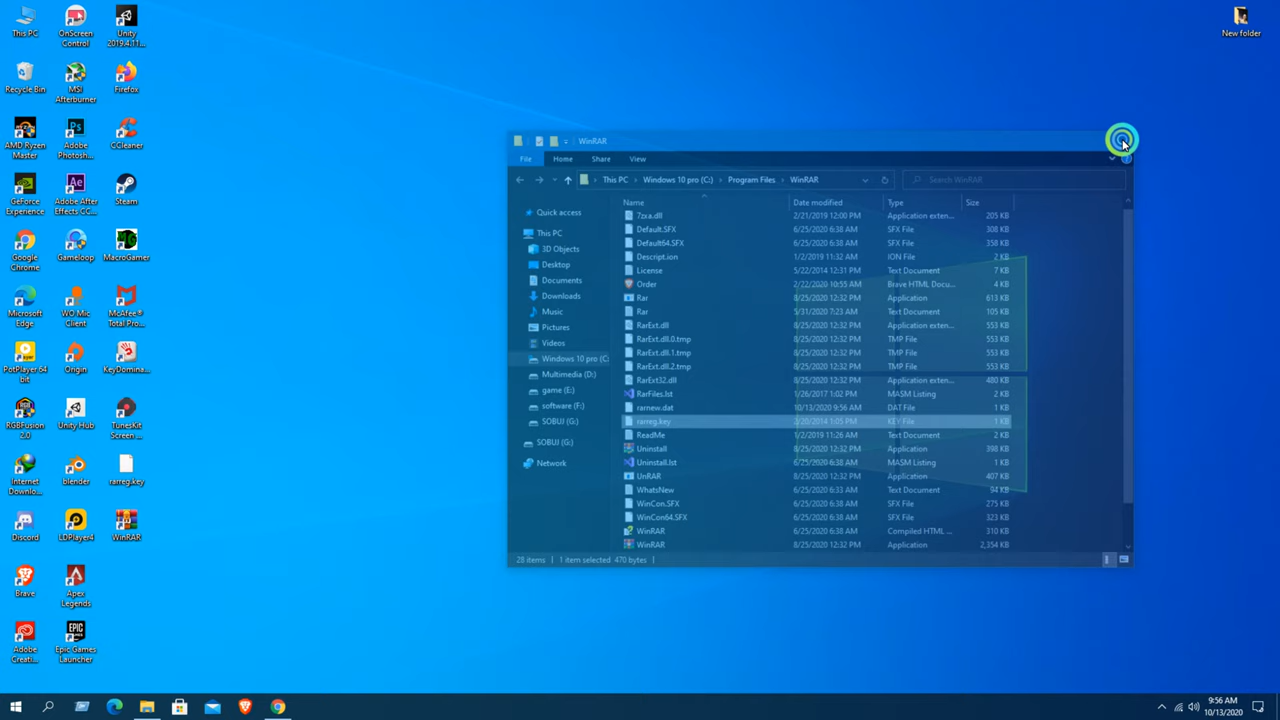 This PC
OnScreen
Control
Unity
2019.4.11...
New folder
Recycle Bin
MSI
Afterburner
Firefox
AMD Ryzen
Master
Adobe
Photosh...
CCleaner
GeForce
Experience
Adobe After
Effects CC...
Steam
Google
Chrome
Gameloop
MacroGamer
Microsoft
Edge
WO Mic
Client
McAfee®
Total Pro...
PotPlayer 64
bit
Origin
KeyDomina...
RGBFusion
2.0
Unity Hub
TunesKit
Screen ...
Internet
Downlo...
blender
rarreg.key
Discord
LDPlayer4
WinRAR
Brave
Apex
Legends
Adobe
Creati...
Epic Games
Launcher
WinRAR
File Home Share View
This PC > Windows 10 pro (C:) > Program Files > WinRAR
Search WinRAR
Quick access
This PC
3D Objects
Desktop
Documents
Downloads
Music
Pictures
Videos
Windows 10 pro (C:
Multimedia (D:)
game (E:)
software (F:)
SOBUJ (G:)
SOBUJ (G:)
Network
Name Date modified Type Size
7zxa.dll 2/21/2019 12:00 PM Application exten... 205 KB
Default.SFX 6/25/2020 6:38 AM SFX File 308 KB
Default64.SFX 6/25/2020 6:38 AM SFX File 358 KB
Descript.ion 1/2/2019 11:32 AM ION File 2 KB
License 5/22/2014 12:31 PM Text Document 7 KB
Order 2/22/2020 10:55 AM Brave HTML Docu... 4 KB
Rar 8/25/2020 12:32 PM Application 613 KB
Rar 5/31/2020 7:23 AM Text Document 105 KB
RarExt.dll 8/25/2020 12:32 PM Application exten... 553 KB
RarExt.dll.0.tmp 8/25/2020 12:32 PM TMP File 553 KB
RarExt.dll.1.tmp 8/25/2020 12:32 PM TMP File 553 KB
RarExt.dll.2.tmp 8/25/2020 12:32 PM TMP File 553 KB
RarExt32.dll 8/25/2020 12:32 PM Application exten... 480 KB
RarFiles.lst 1/26/2017 1:02 PM MASM Listing 2 KB
rarnew.dat 10/13/2020 9:56 AM DAT File 1 KB
rarreg.key 2/20/2014 1:05 PM KEY File 1 KB
ReadMe 1/2/2019 11:26 AM Text Document 2 KB
Uninstall 8/25/2020 12:32 PM Application 398 KB
Uninstall.lst 6/25/2020 6:38 AM MASM Listing 1 KB
UnRAR 8/25/2020 12:32 PM Application 407 KB
WhatsNew 6/25/2020 6:33 AM Text Document 94 KB
WinCon.SFX 6/25/2020 6:38 AM SFX File 275 KB
WinCon64.SFX 6/25/2020 6:38 AM SFX File 323 KB
WinRAR 6/25/2020 6:38 AM Compiled HTML ... 310 KB
WinRAR 8/25/2020 12:32 PM Application 2,354 KB
28 items 1 item selected 470 bytes
9:56 AM
10/13/2020